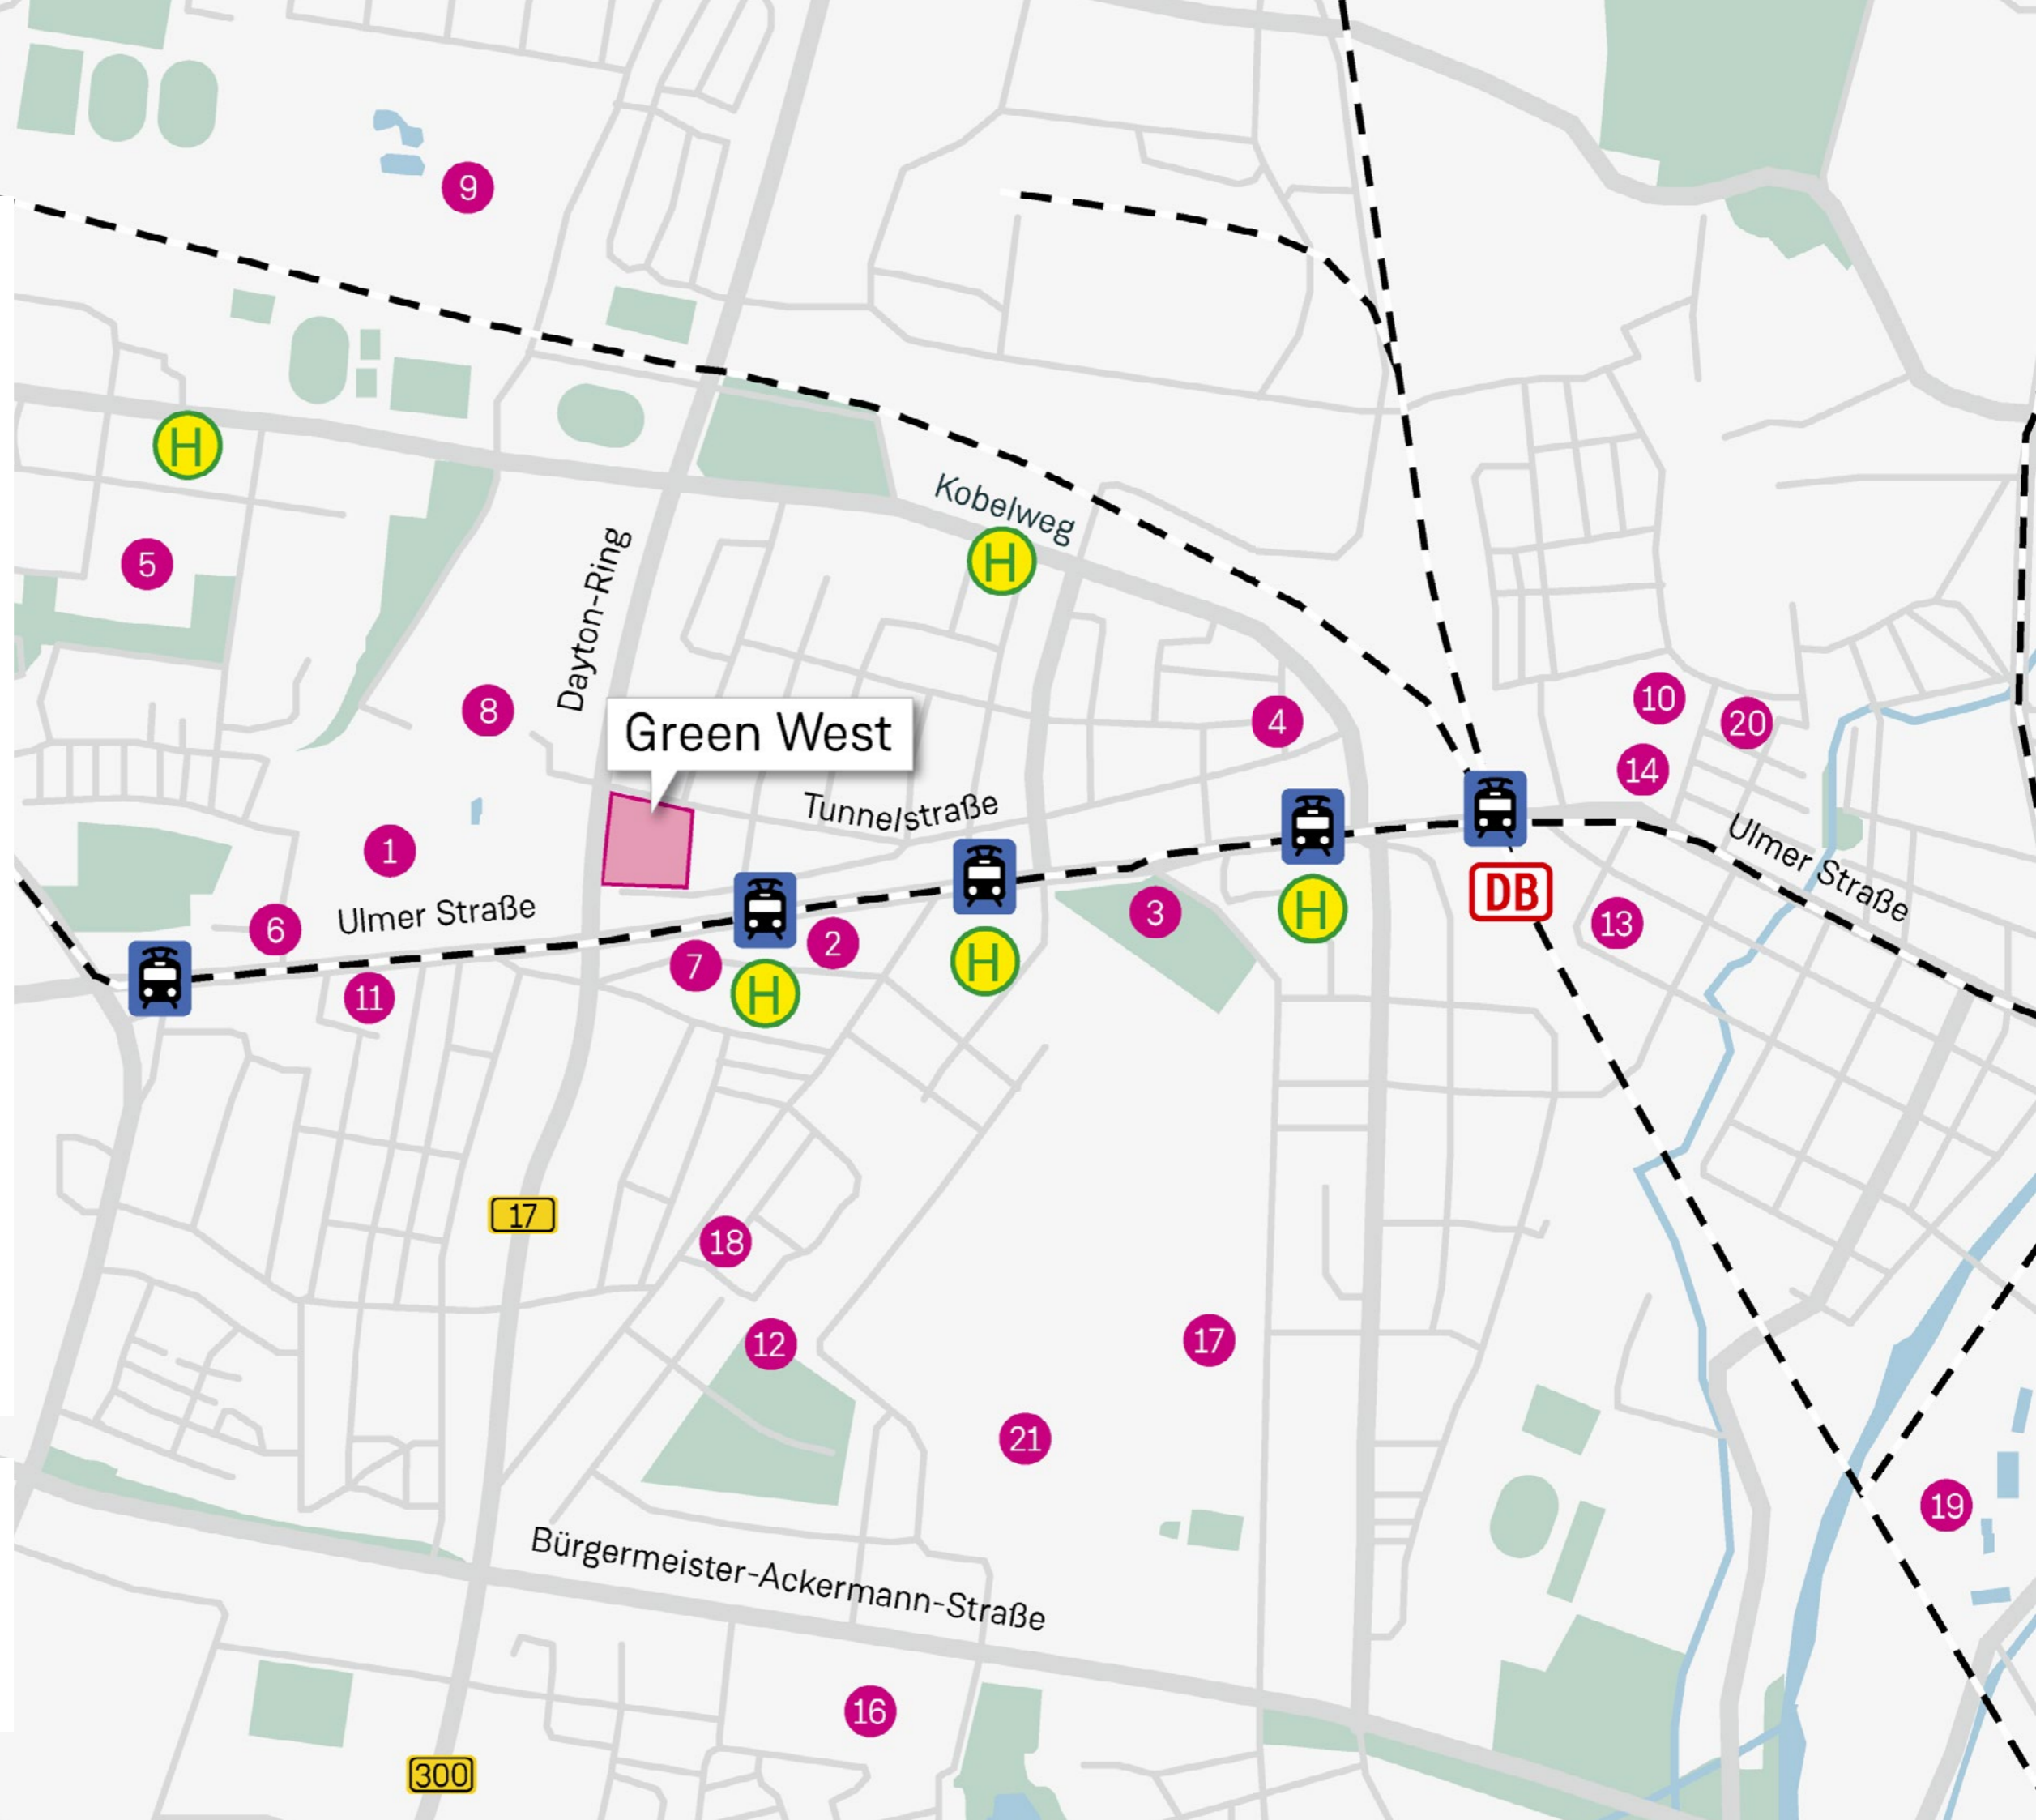 9
H
Kobelweg
H
Dayton-Ring
5
10
8
4
20
Green West
14
Tunnelstraße
Ulmer Straße
1
DB
H
3
Ulmer Straße
13
6
2
H
7
H
11
17
18
12
17
21
19
Bürgermeister-Ackermann-Straße
16
300